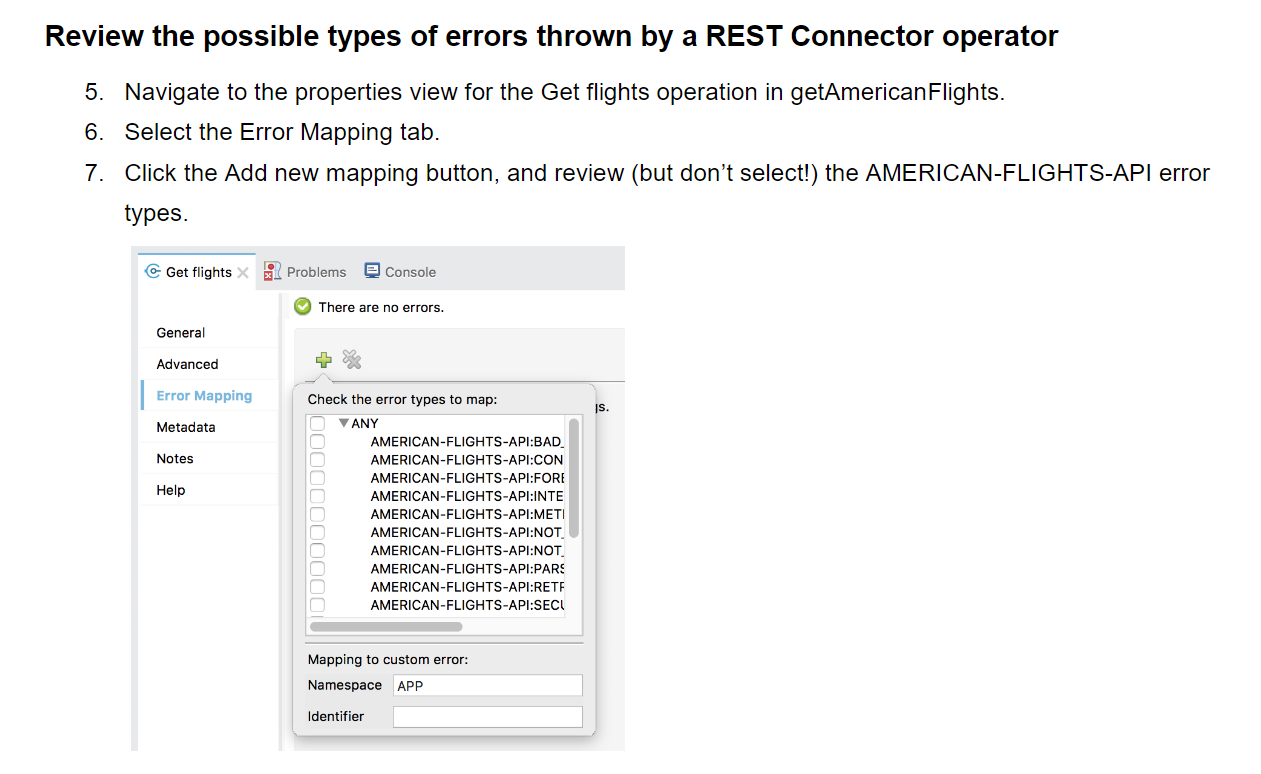 Review the possible types of errors thrown by a REST Connector operator
5. Navigate to the properties view for the Get flights operation in getAmericanFlights.
6. Select the Error Mapping tab.
7. Click the Add new mapping button, and review (but don’t select!) the AMERICAN-FLIGHTS-API error
types.
Get flights Problems Console
There are no errors.
General
Advanced
Error Mapping
Metadata
Notes
Help
gs.
Check the error types to map:
ANY
AMERICAN-FLIGHTS-API:BAD_
AMERICAN-FLIGHTS-API:CON
AMERICAN-FLIGHTS-API:FORE
AMERICAN-FLIGHTS-API:INTE
AMERICAN-FLIGHTS-API:METH
AMERICAN-FLIGHTS-API:NOT_
AMERICAN-FLIGHTS-API:NOT_
AMERICAN-FLIGHTS-API:PARS
AMERICAN-FLIGHTS-API:RETR
AMERICAN-FLIGHTS-API:SECU
Mapping to custom error:
Namespace APP
Identifier